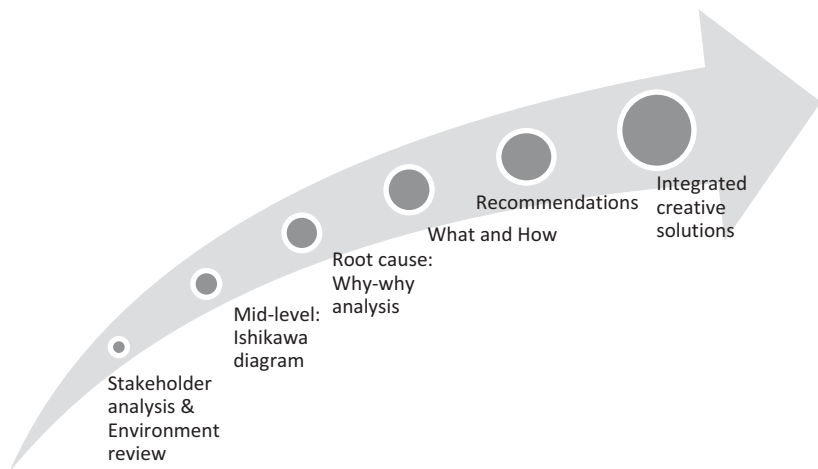 Stakeholder
analysis &
Environment
review
Mid-level:
Ishikawa
diagram
Root cause:
Why-why
analysis
What and How
Recommendations
Integrated
creative
solutions